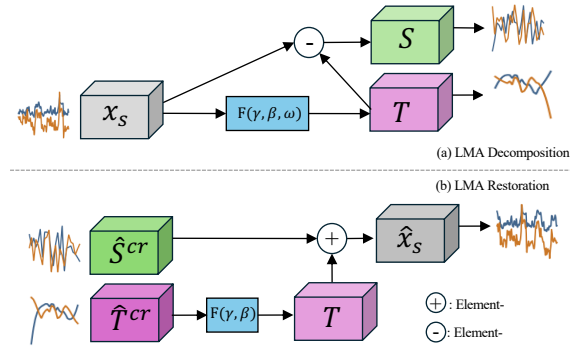 -
S
x_s
F(γ, β, ω)
T
(a) LMA Decomposition
(b) LMA Restoration
Ŝ^cr
+
x̂_s
T̂^cr
F(γ, β)
T
+ : Element-
- : Element-